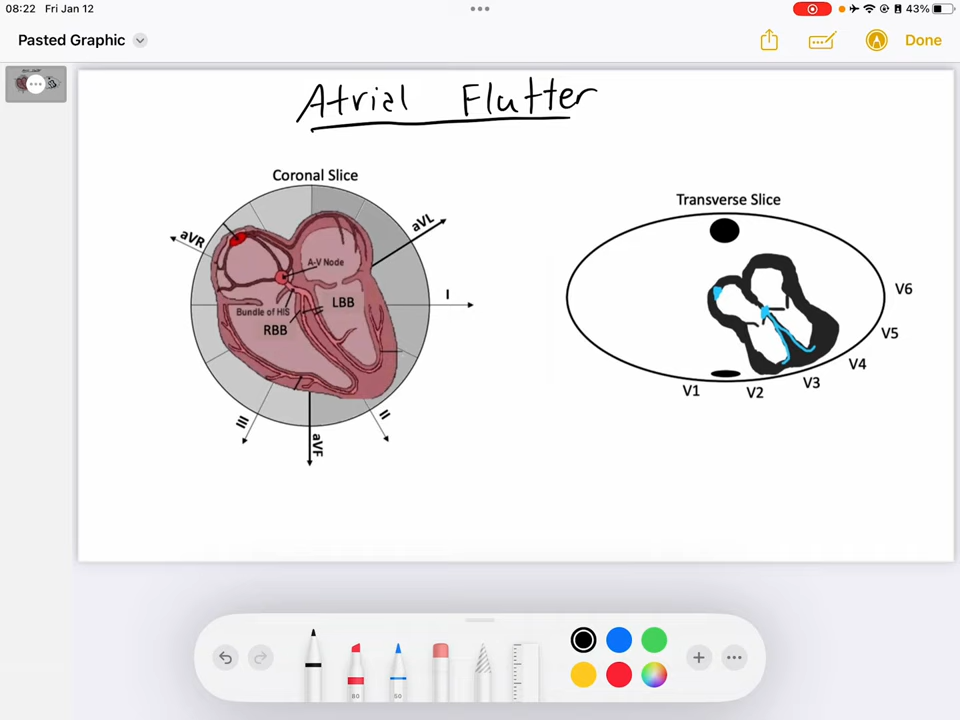 08:22 Fri Jan 12
43%
Pasted Graphic
Done
Atrial Flutter
Coronal Slice
Transverse Slice
aVR
aVL
A-V Node
I
LBB
Bundle of HIS
RBB
III
aVF
II
V6
V5
V4
V3
V2
V1
80
50